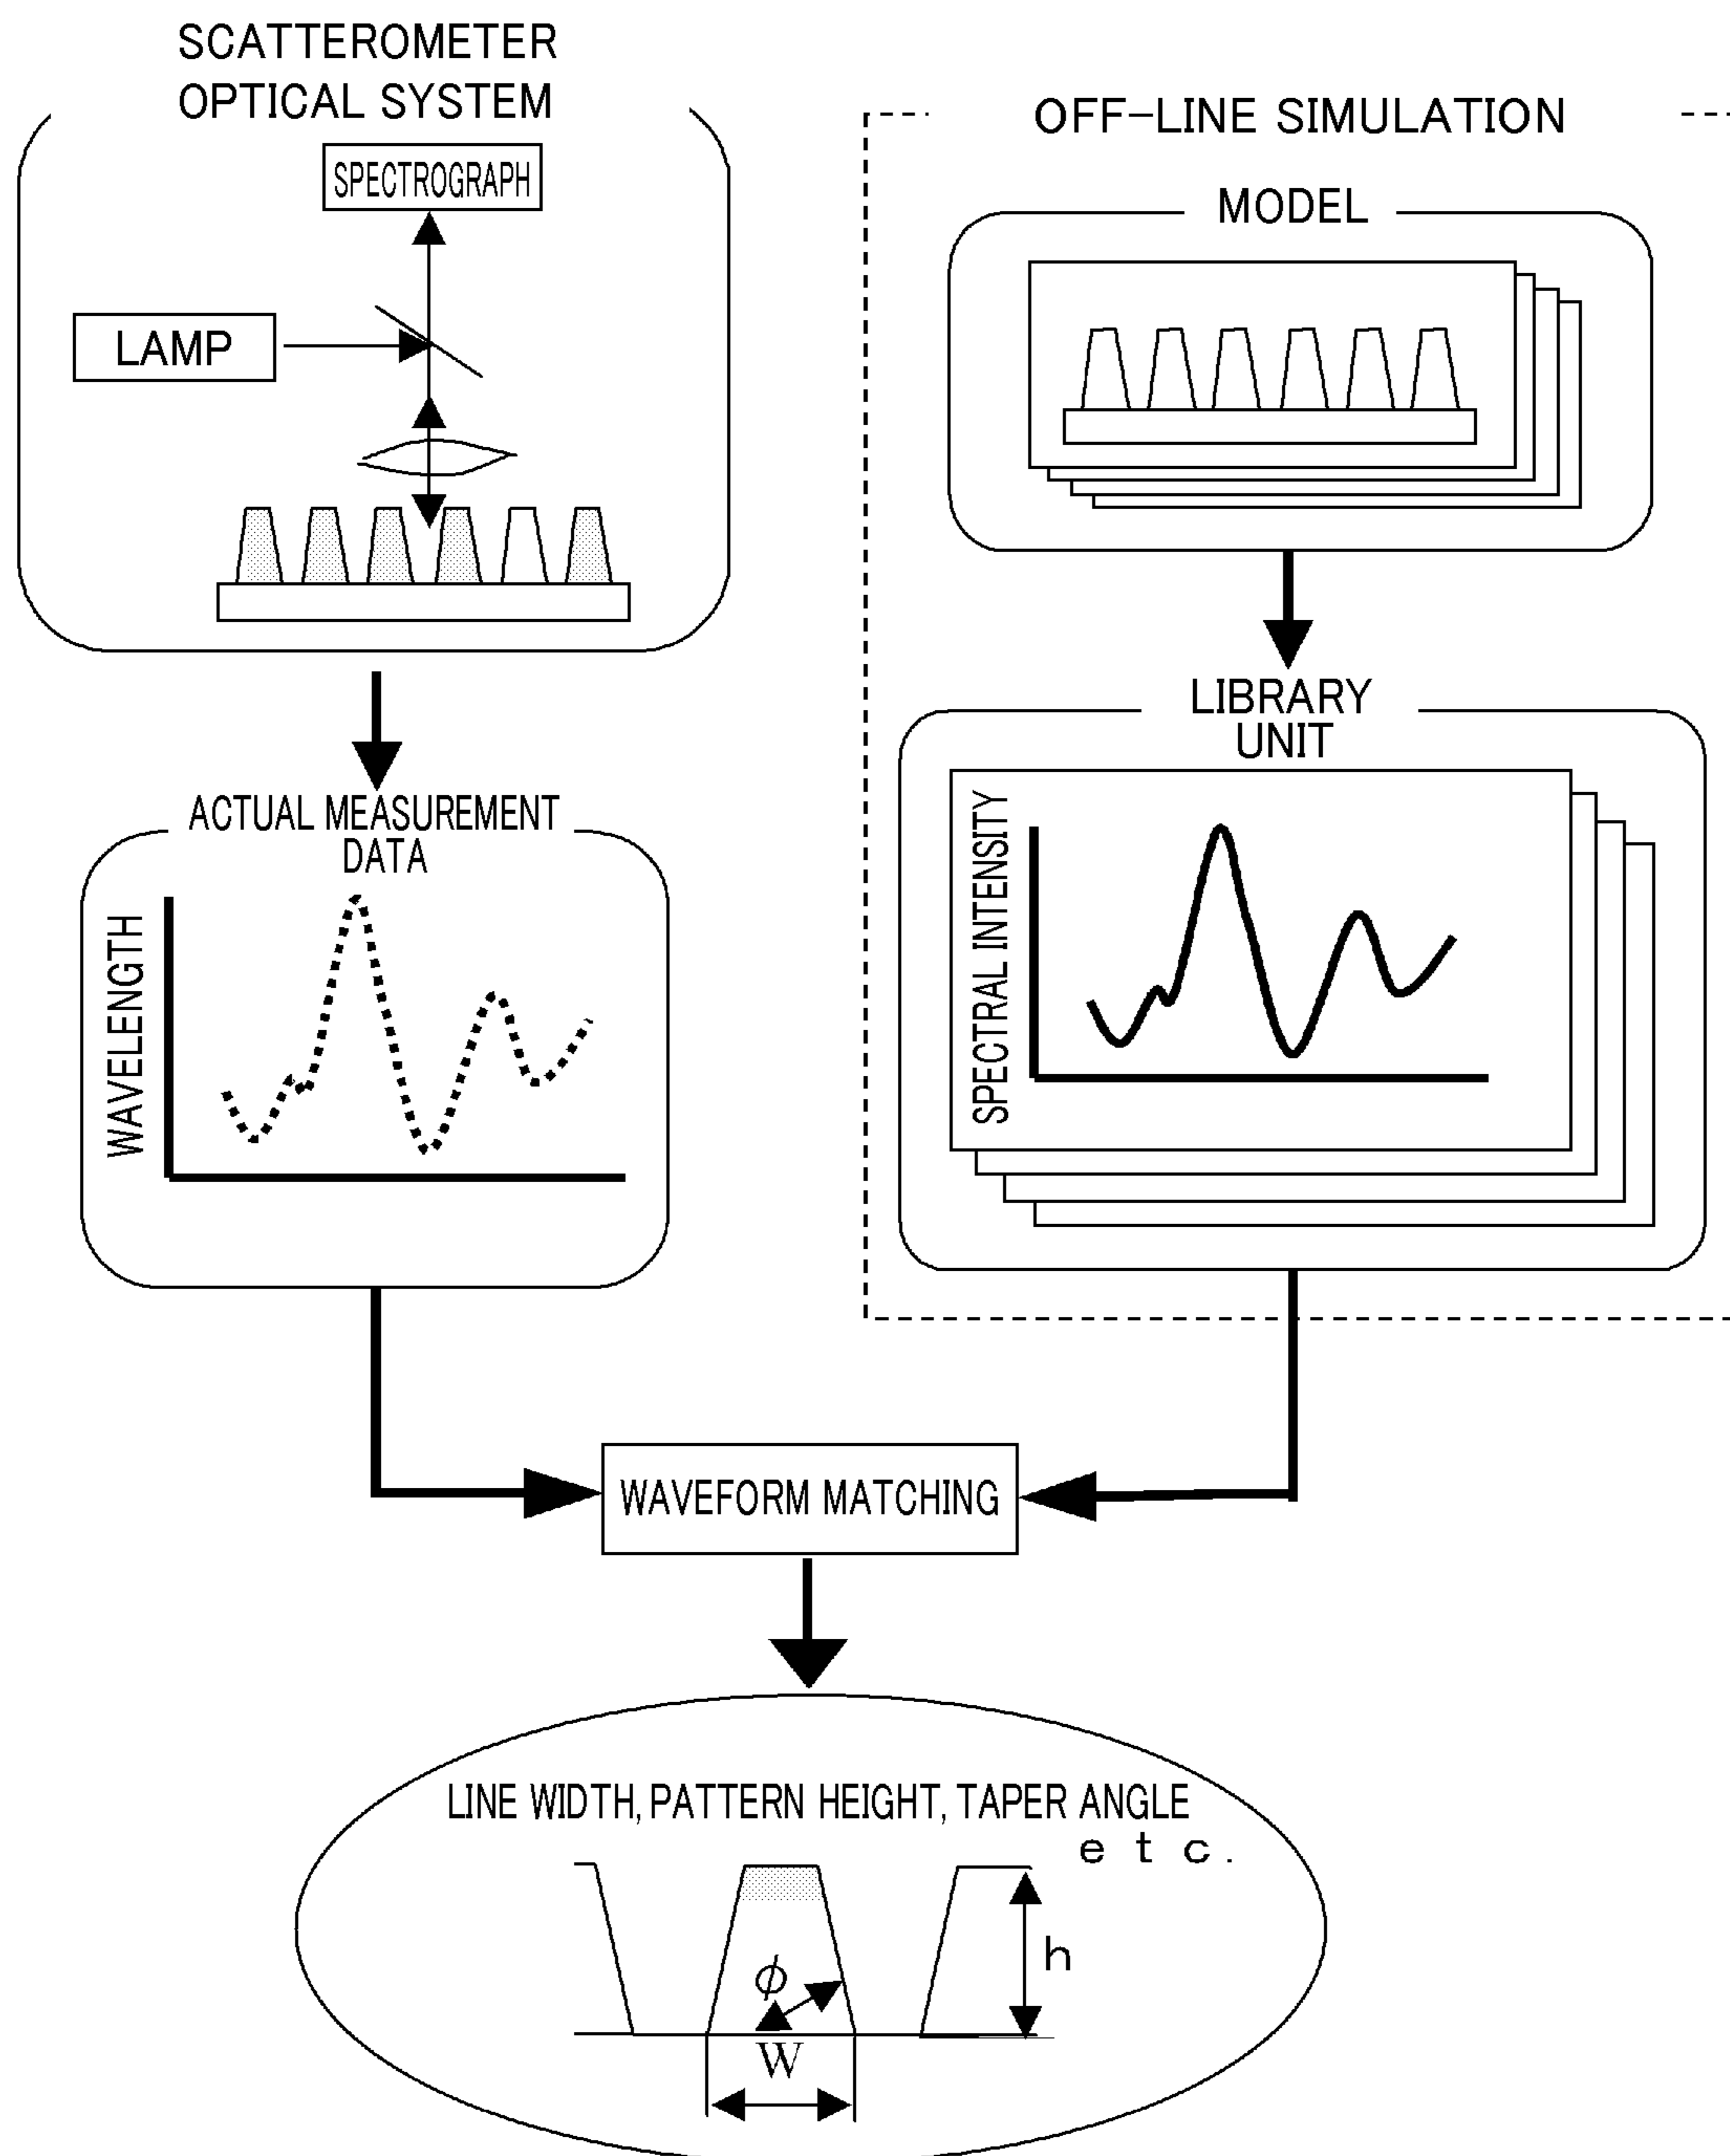 SCATTEROMETER
OPTICAL SYSTEM
SPECTROGRAPH
LAMP
OFF-LINE SIMULATION
MODEL
LIBRARY
UNIT
SPECTRAL INTENSITY
ACTUAL MEASUREMENT
DATA
WAVELENGTH
WAVEFORM MATCHING
LINE WIDTH, PATTERN HEIGHT, TAPER ANGLE
etc.
h
ϕ
W